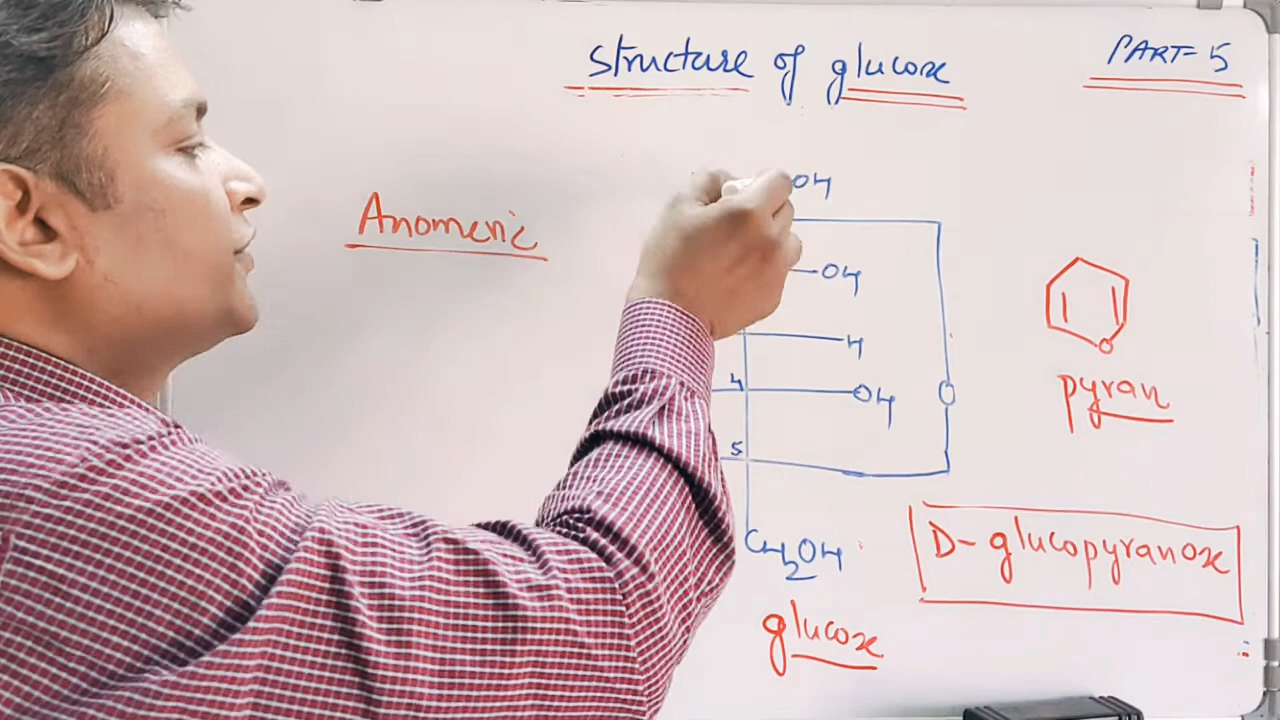 structure of glucose
PART-5
Anomeric
OH
OH
H
4 OH O
5
CH2OH
glucose
pyran
O
D-glucopyranose